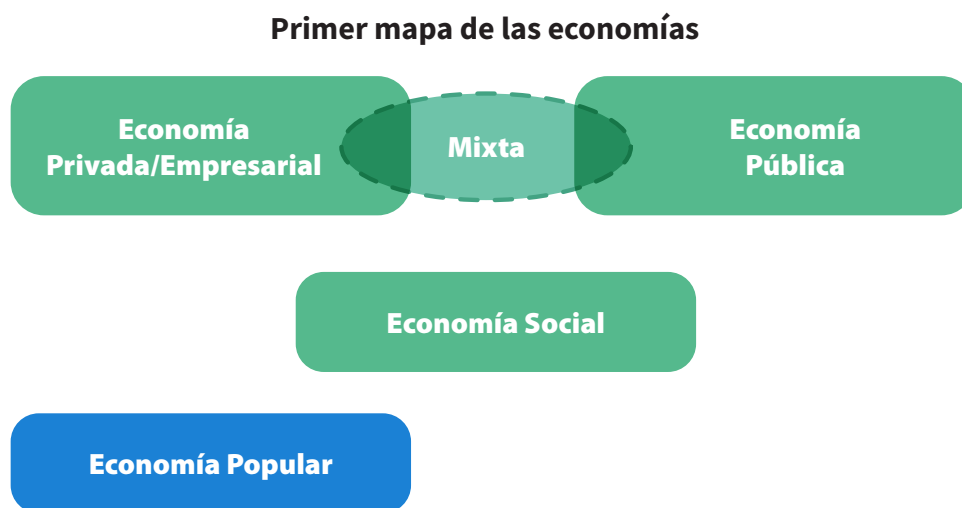 Primer mapa de las economías
Economía
Privada/Empresarial
Mixta
Economía
Pública
Economía Social
Economía Popular